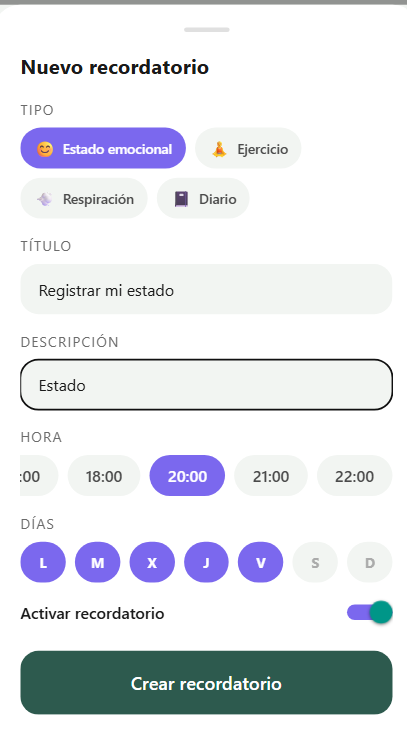 Nuevo recordatorio
TIPO
Estado emocional
Ejercicio
Respiración
Diario
TÍTULO
Registrar mi estado
DESCRIPCIÓN
Estado
HORA
:00 18:00 20:00 21:00 22:00
DÍAS
L M X J V S D
Activar recordatorio
Crear recordatorio